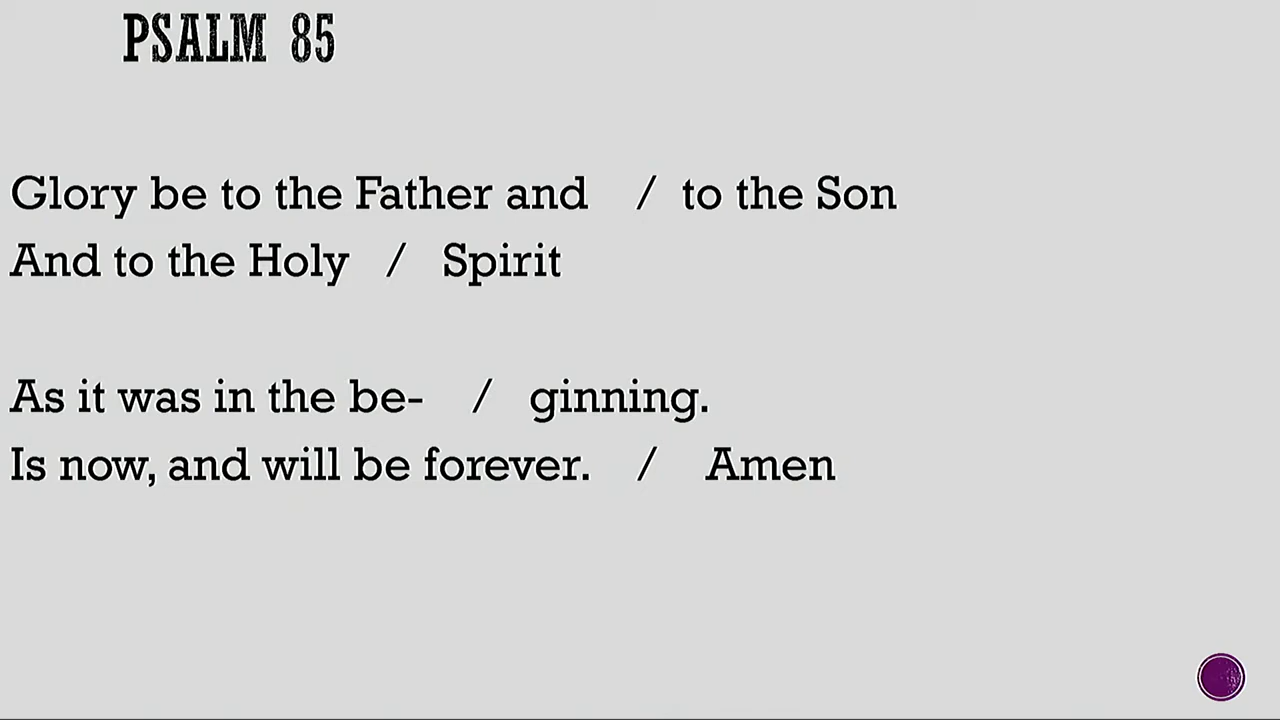 PSALM 85
Glory be to the Father and / to the Son
And to the Holy / Spirit
As it was in the be- / ginning.
Is now, and will be forever. / Amen